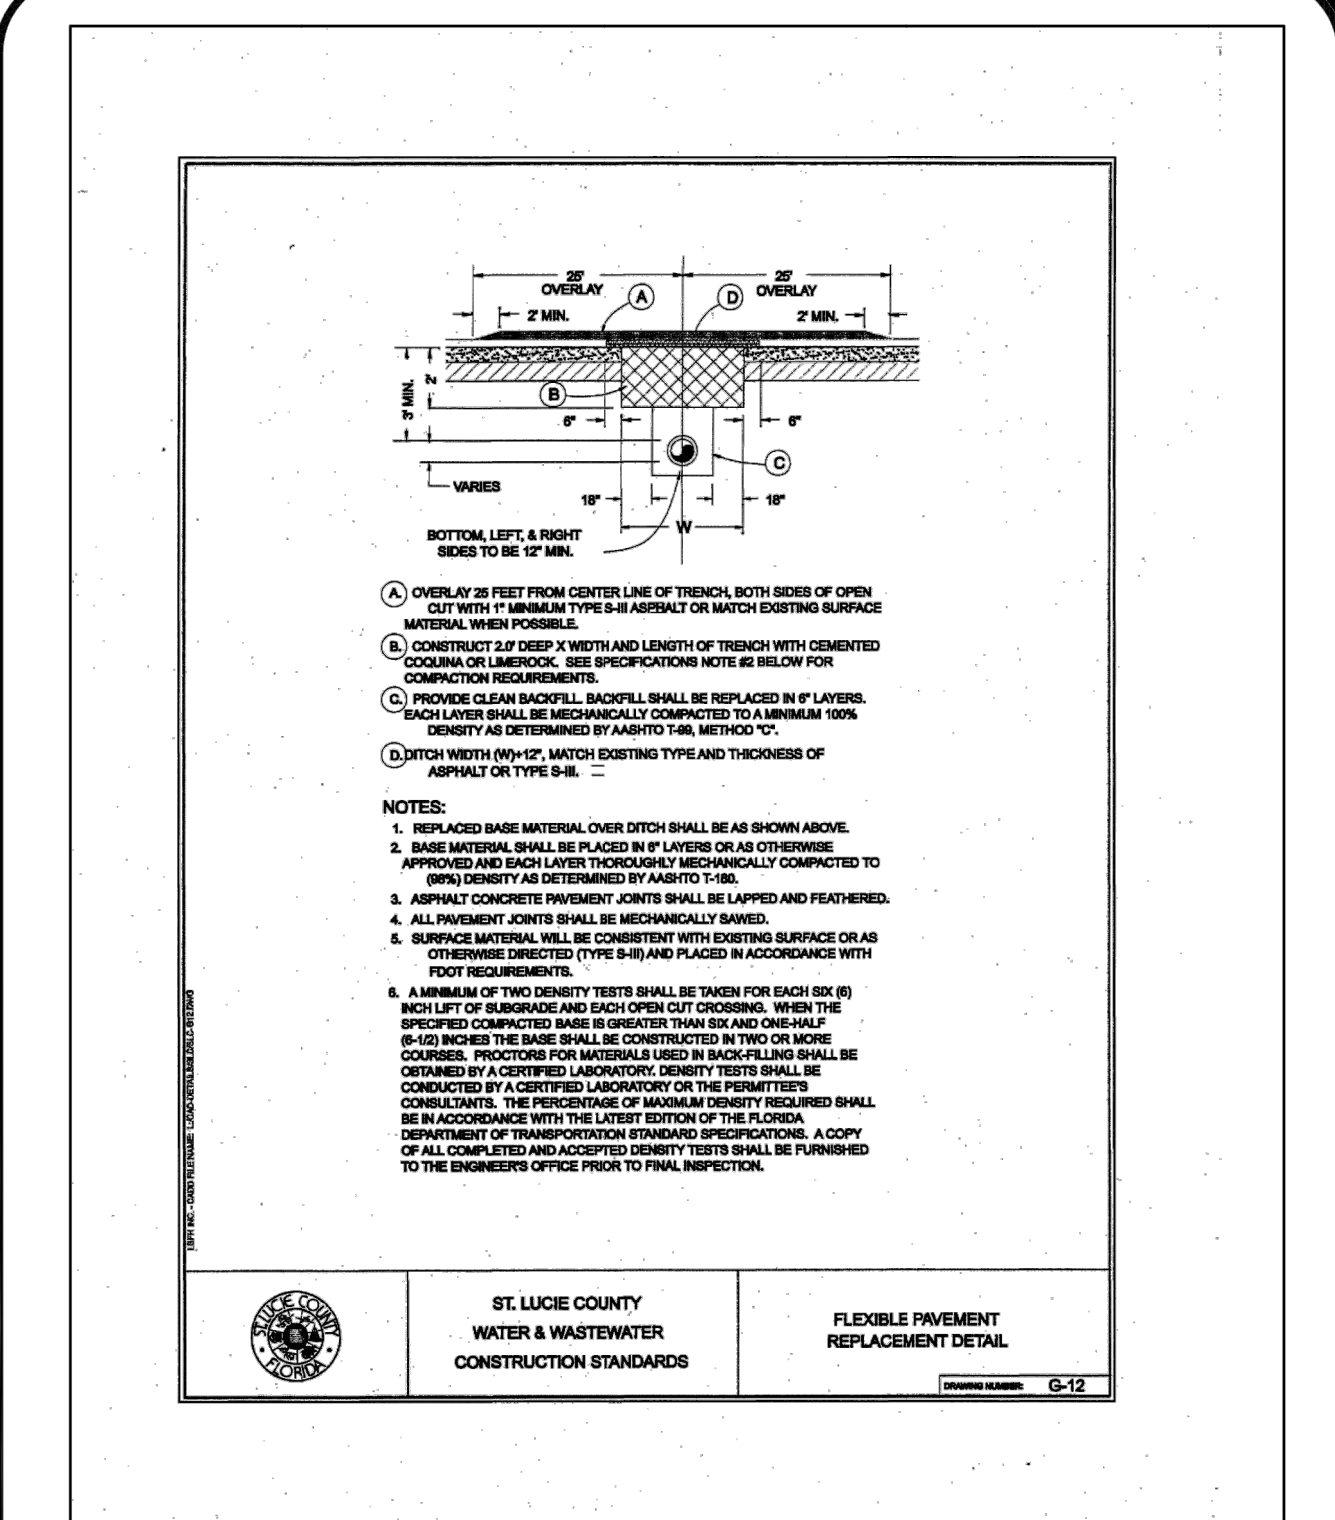 25' 25'
OVERLAY A D OVERLAY
2' MIN. 2' MIN.
3' MIN. 2'
B
6" 6"
C
VARIES
18" 18"
W
BOTTOM, LEFT, & RIGHT
SIDES TO BE 12" MIN.
A. OVERLAY 25 FEET FROM CENTER LINE OF TRENCH, BOTH SIDES OF OPEN
CUT WITH 1" MINIMUM TYPE S-III ASPHALT OR MATCH EXISTING SURFACE
MATERIAL WHEN POSSIBLE.
B. CONSTRUCT 2.0' DEEP X WIDTH AND LENGTH OF TRENCH WITH CEMENTED
COQUINA OR LIMEROCK. SEE SPECIFICATIONS NOTE #2 BELOW FOR
COMPACTION REQUIREMENTS.
C. PROVIDE CLEAN BACKFILL. BACKFILL SHALL BE REPLACED IN 6" LAYERS.
EACH LAYER SHALL BE MECHANICALLY COMPACTED TO A MINIMUM 100%
DENSITY AS DETERMINED BY AASHTO T-99, METHOD "C".
D. DITCH WIDTH (W)+12", MATCH EXISTING TYPE AND THICKNESS OF
ASPHALT OR TYPE S-III.
NOTES:
1. REPLACED BASE MATERIAL OVER DITCH SHALL BE AS SHOWN ABOVE.
2. BASE MATERIAL SHALL BE PLACED IN 6" LAYERS OR AS OTHERWISE
APPROVED AND EACH LAYER THOROUGHLY MECHANICALLY COMPACTED TO
(98%) DENSITY AS DETERMINED BY AASHTO T-180.
3. ASPHALT CONCRETE PAVEMENT JOINTS SHALL BE LAPPED AND FEATHERED.
4. ALL PAVEMENT JOINTS SHALL BE MECHANICALLY SAWED.
5. SURFACE MATERIAL WILL BE CONSISTENT WITH EXISTING SURFACE OR AS
OTHERWISE DIRECTED (TYPE S-III) AND PLACED IN ACCORDANCE WITH
FDOT REQUIREMENTS.
6. A MINIMUM OF TWO DENSITY TESTS SHALL BE TAKEN FOR EACH SIX (6)
INCH LIFT OF SUBGRADE AND EACH OPEN CUT CROSSING. WHEN THE
SPECIFIED COMPACTED BASE IS GREATER THAN SIX AND ONE-HALF
(6-1/2) INCHES THE BASE SHALL BE CONSTRUCTED IN TWO OR MORE
COURSES. PROCTORS FOR MATERIALS USED IN BACK-FILLING SHALL BE
OBTAINED BY A CERTIFIED LABORATORY. DENSITY TESTS SHALL BE
CONDUCTED BY A CERTIFIED LABORATORY OR THE PERMITTEE'S
CONSULTANTS. THE PERCENTAGE OF MAXIMUM DENSITY REQUIRED SHALL
BE IN ACCORDANCE WITH THE LATEST EDITION OF THE FLORIDA
DEPARTMENT OF TRANSPORTATION STANDARD SPECIFICATIONS. A COPY
OF ALL COMPLETED AND ACCEPTED DENSITY TESTS SHALL BE FURNISHED
TO THE ENGINEER'S OFFICE PRIOR TO FINAL INSPECTION.
LBFH INC. - CADD FILE NAME:
ST. LUCIE COUNTY
FLORIDA
ST. LUCIE COUNTY
WATER & WASTEWATER
CONSTRUCTION STANDARDS
FLEXIBLE PAVEMENT
REPLACEMENT DETAIL
DRAWING NUMBER: G-12